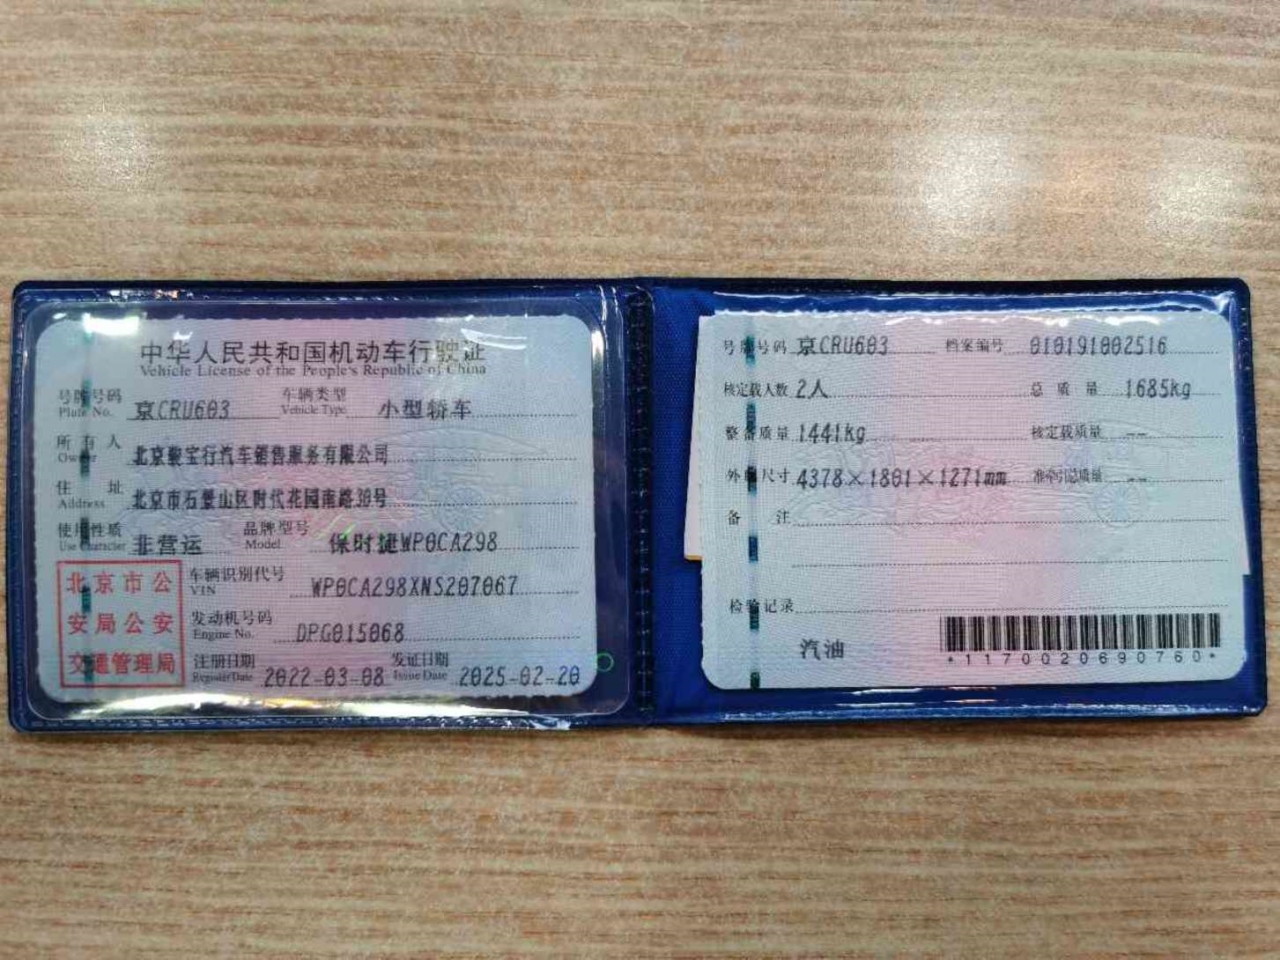 中华人民共和国机动车行驶证
Vehicle License of the People's Republic of China
号牌号码 京CRU603 车辆类型 小型轿车
Plate No. Vehicle Type
所有人 北京骏宝行汽车销售服务有限公司
Owner
住址 北京市石景山区时代花园南路30号
Address
使用性质 非营运 品牌型号 保时捷WP0CA298
Use Character Model
北京市公
安局公安
交通管理局
车辆识别代号 WP0CA298XNS207067
VIN
发动机号码 DPG015068
Engine No.
注册日期 2022-03-08 发证日期 2025-02-20
Register Date Issue Date
号牌号码 京CRU603 档案编号 010191002516
核定载人数 2人 总质量 1685kg
整备质量 1441kg 核定载质量 --
外廓尺寸 4378×1801×1271mm 准牵引总质量 --
备注
检验记录
汽油
*1170020690760*